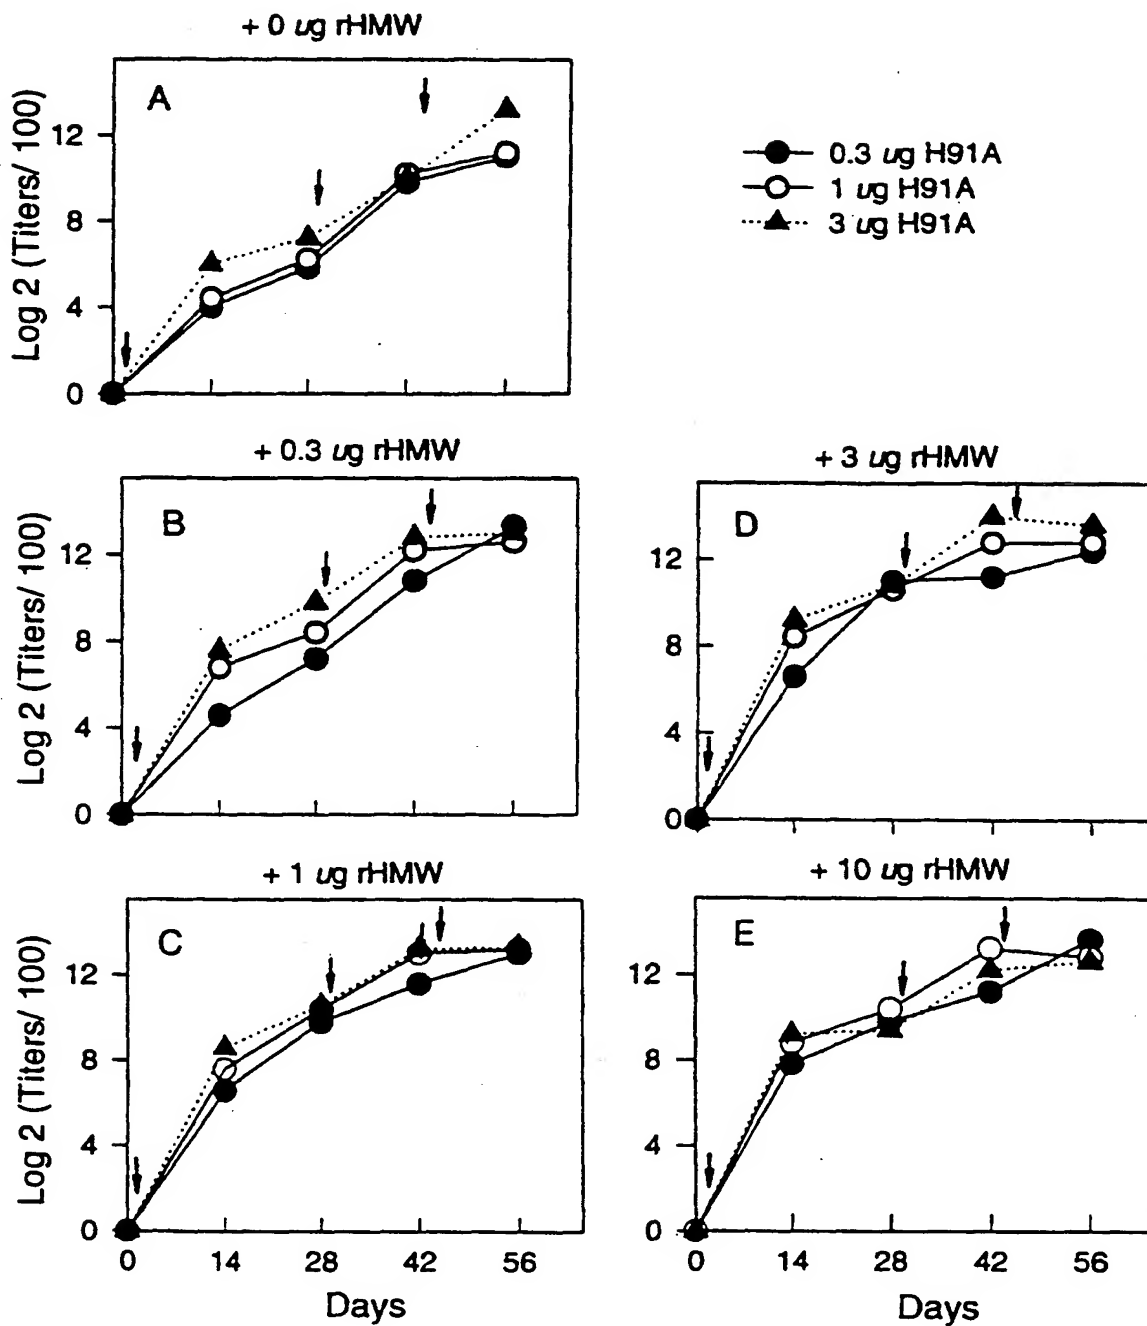 + 0 ug rHMW
A
Log 2 (Titers/ 100)
12
8
4
0
0.3 ug H91A
1 ug H91A
3 ug H91A
+ 0.3 ug rHMW
B
Log 2 (Titers/ 100)
12
8
4
0
+ 3 ug rHMW
D
12
8
4
0
+ 1 ug rHMW
C
Log 2 (Titers/ 100)
12
8
4
0
0 14 28 42 56
Days
+ 10 ug rHMW
E
12
8
4
0
0 14 28 42 56
Days